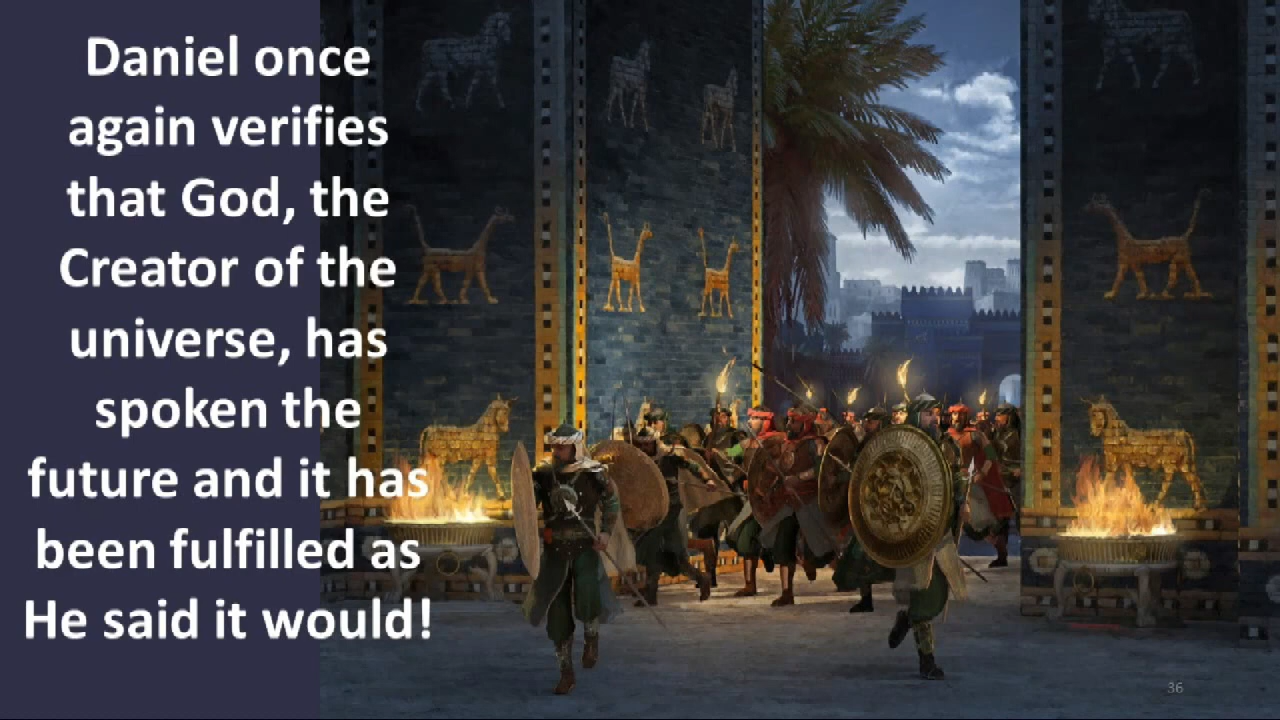 Daniel once
again verifies
that God, the
Creator of the
universe, has
spoken the
future and it has
been fulfilled as
He said it would!
36